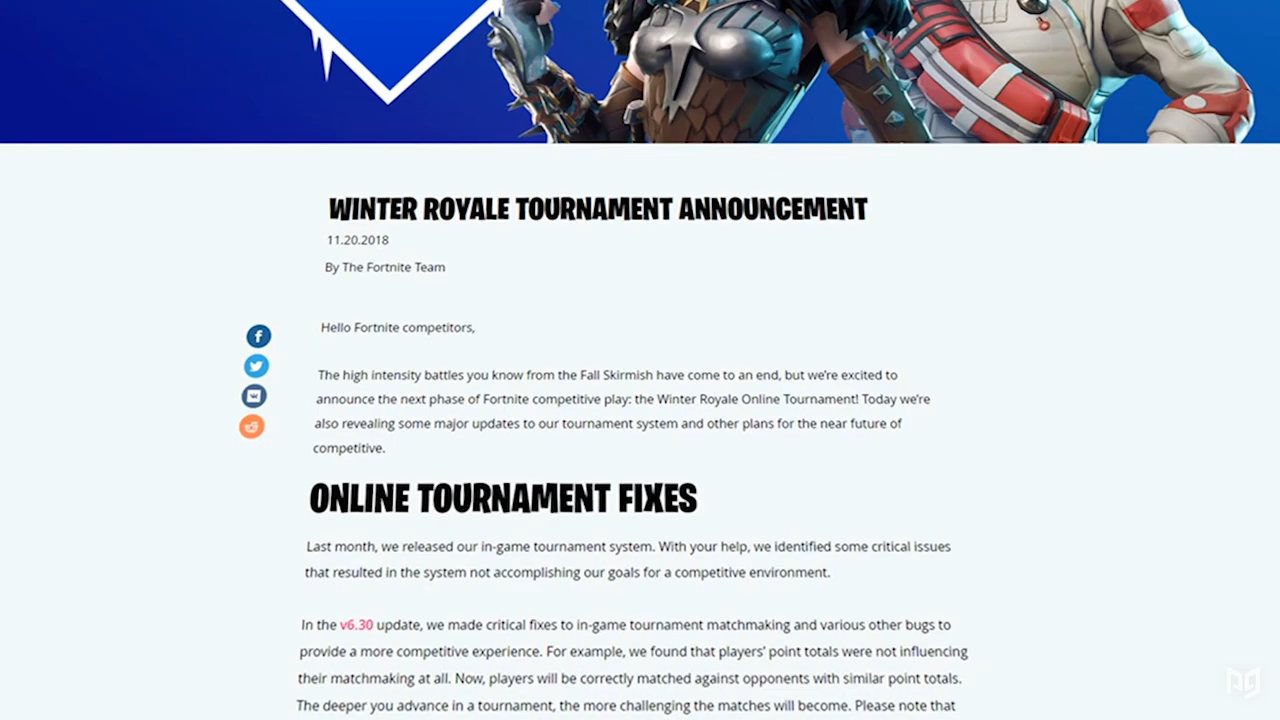 WINTER ROYALE TOURNAMENT ANNOUNCEMENT
11.20.2018
By The Fortnite Team
Hello Fortnite competitors,
The high intensity battles you know from the Fall Skirmish have come to an end, but we're excited to
announce the next phase of Fortnite competitive play: the Winter Royale Online Tournament! Today we're
also revealing some major updates to our tournament system and other plans for the near future of
competitive.
ONLINE TOURNAMENT FIXES
Last month, we released our in-game tournament system. With your help, we identified some critical issues
that resulted in the system not accomplishing our goals for a competitive environment.
In the v6.30 update, we made critical fixes to in-game tournament matchmaking and various other bugs to
provide a more competitive experience. For example, we found that players' point totals were not influencing
their matchmaking at all. Now, players will be correctly matched against opponents with similar point totals.
The deeper you advance in a tournament, the more challenging the matches will become. Please note that